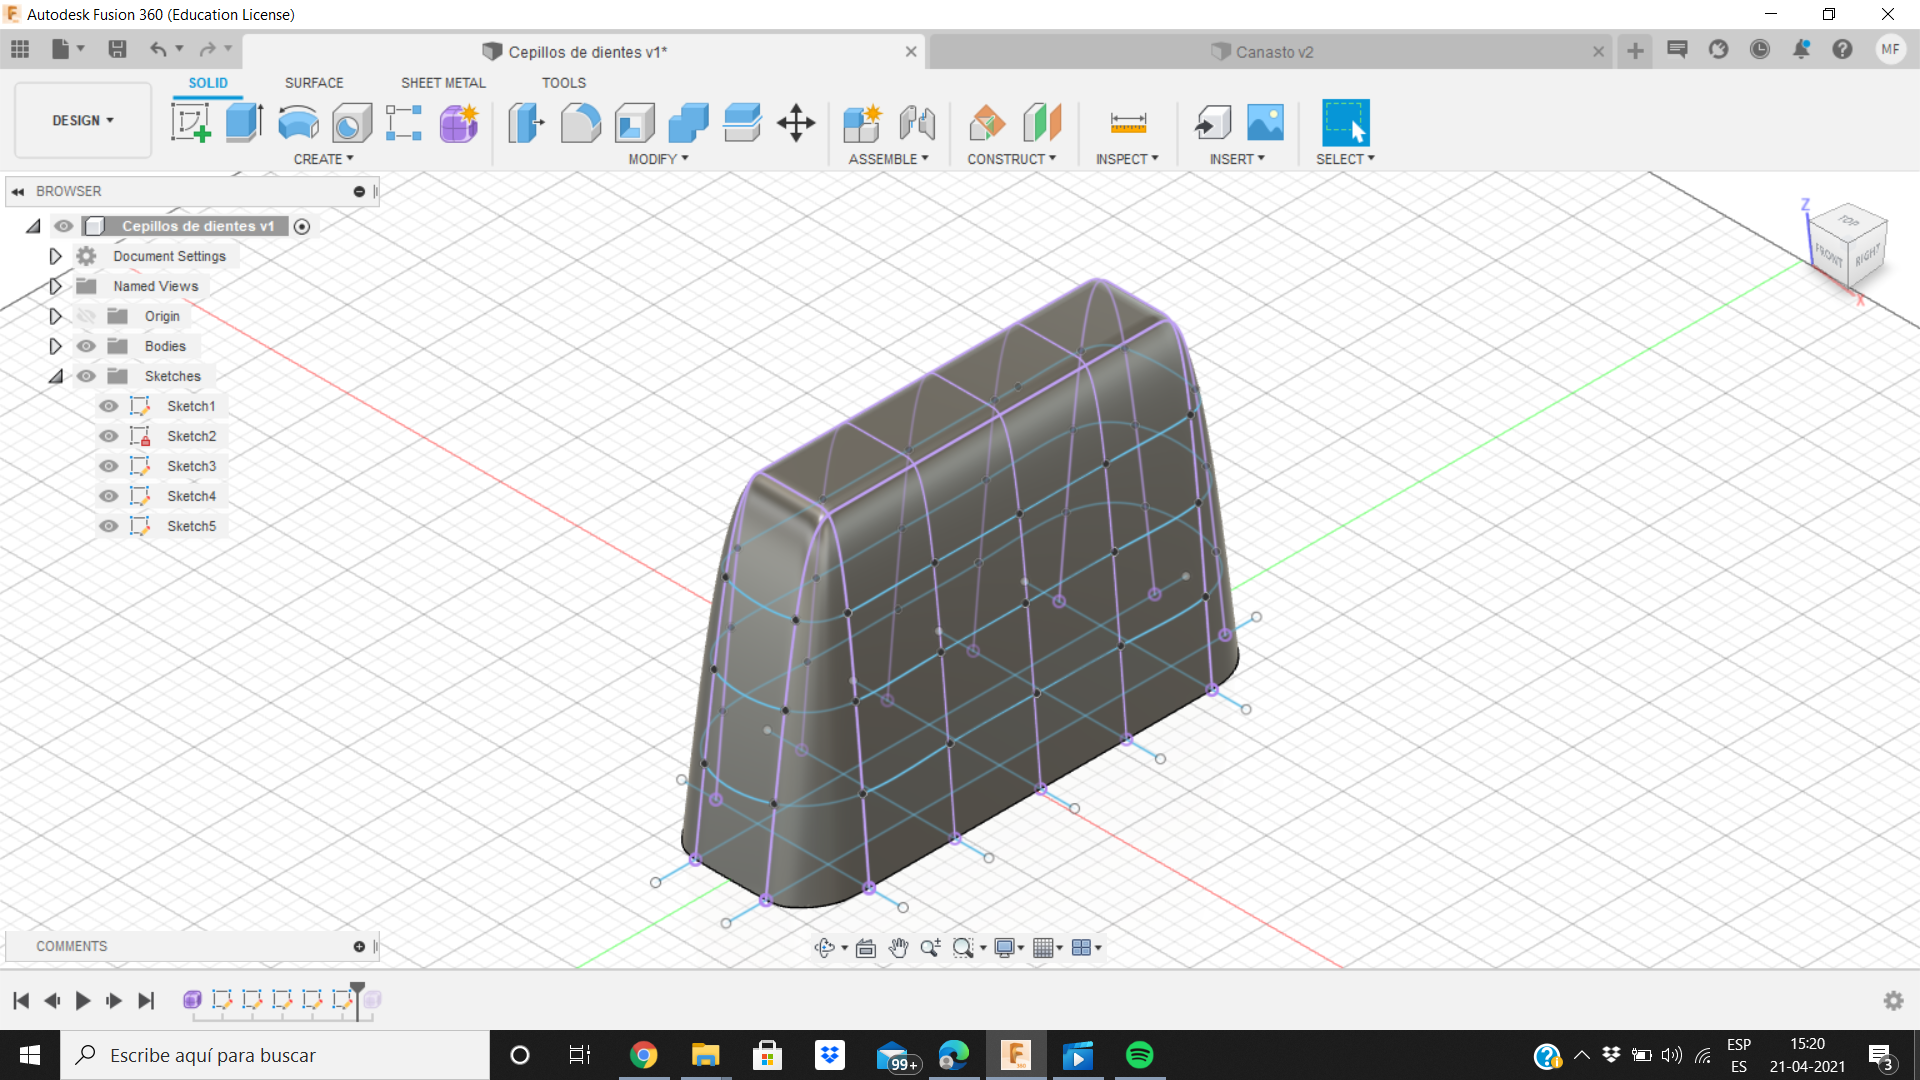 Autodesk Fusion 360 (Education License)
Cepillos de dientes v1*
Canasto v2
MF
SOLID
SURFACE
SHEET METAL
TOOLS
DESIGN
CREATE
MODIFY
ASSEMBLE
CONSTRUCT
INSPECT
INSERT
SELECT
BROWSER
Cepillos de dientes v1
Document Settings
Named Views
Origin
Bodies
Sketches
Sketch1
Sketch2
Sketch3
Sketch4
Sketch5
Z
TOP
FRONT
RIGHT
X
COMMENTS
Escribe aquí para buscar
99+
ESP
ES
15:20
21-04-2021
3